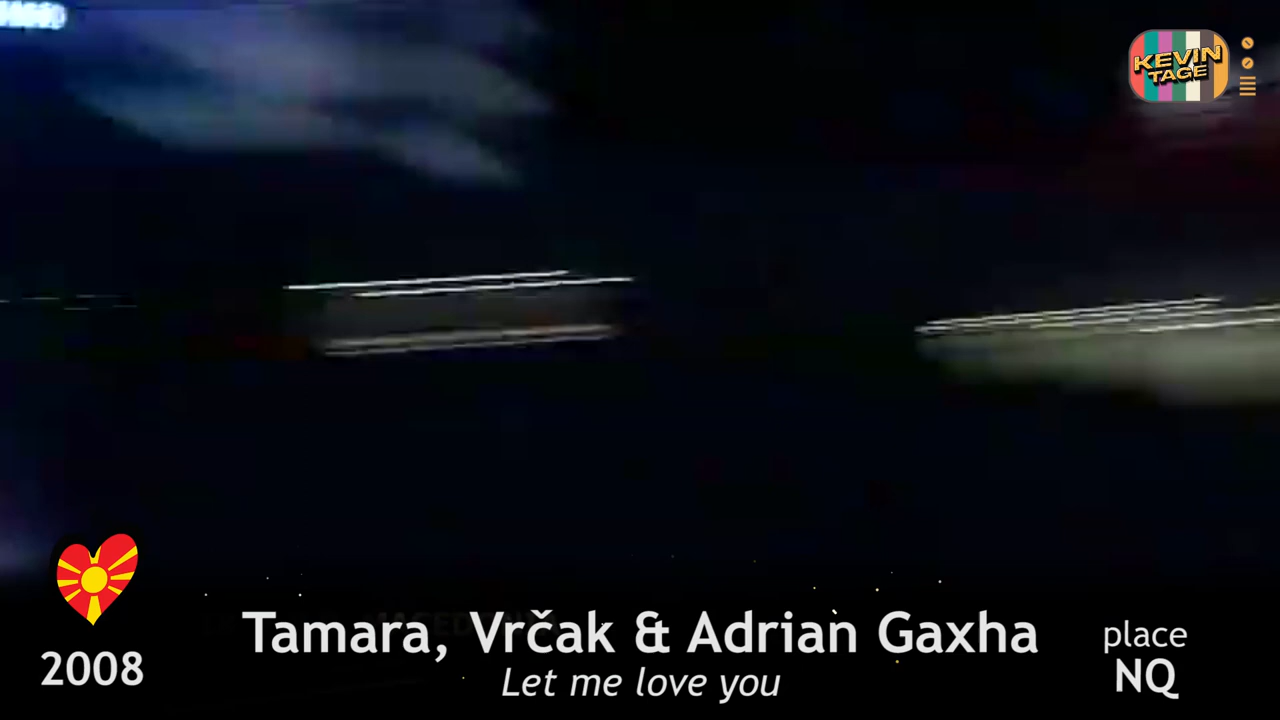 KEVIN
TAGE
Tamara, Vrčak & Adrian Gaxha
Let me love you
place
NQ
2008